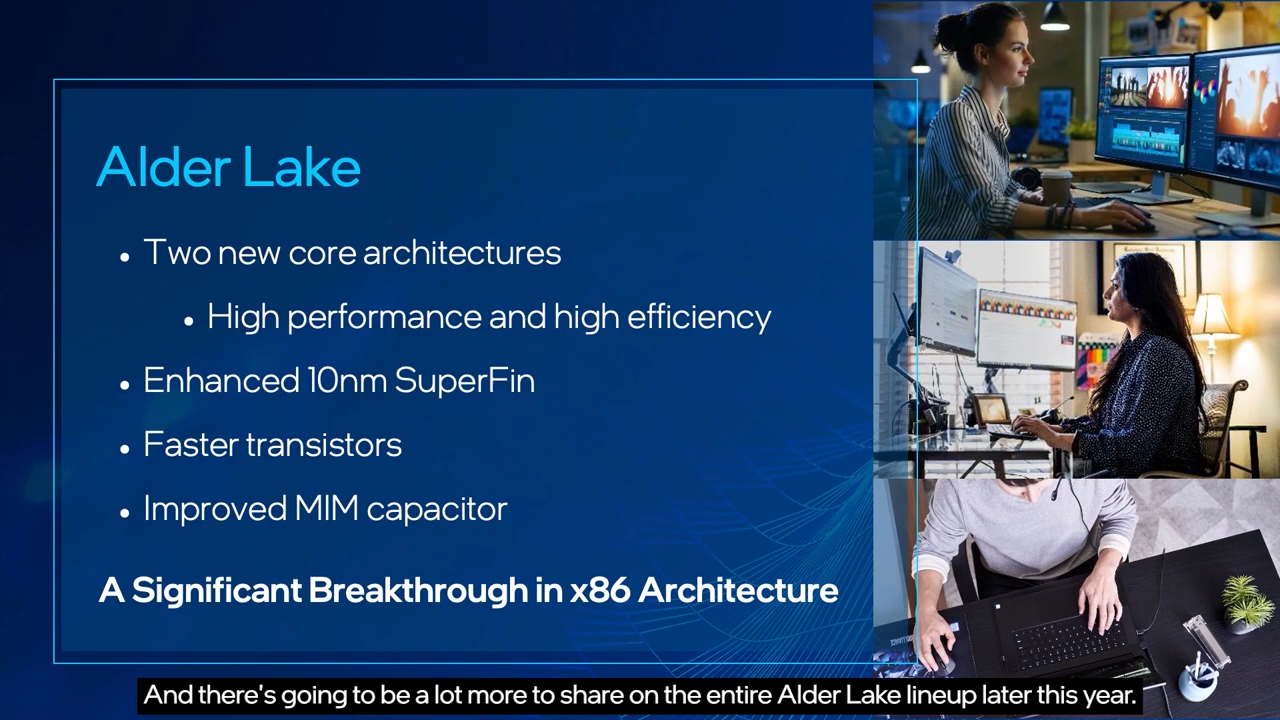 Alder Lake
• Two new core architectures
• High performance and high efficiency
• Enhanced 10nm SuperFin
• Faster transistors
• Improved MIM capacitor
A Significant Breakthrough in x86 Architecture
And there's going to be a lot more to share on the entire Alder Lake lineup later this year.